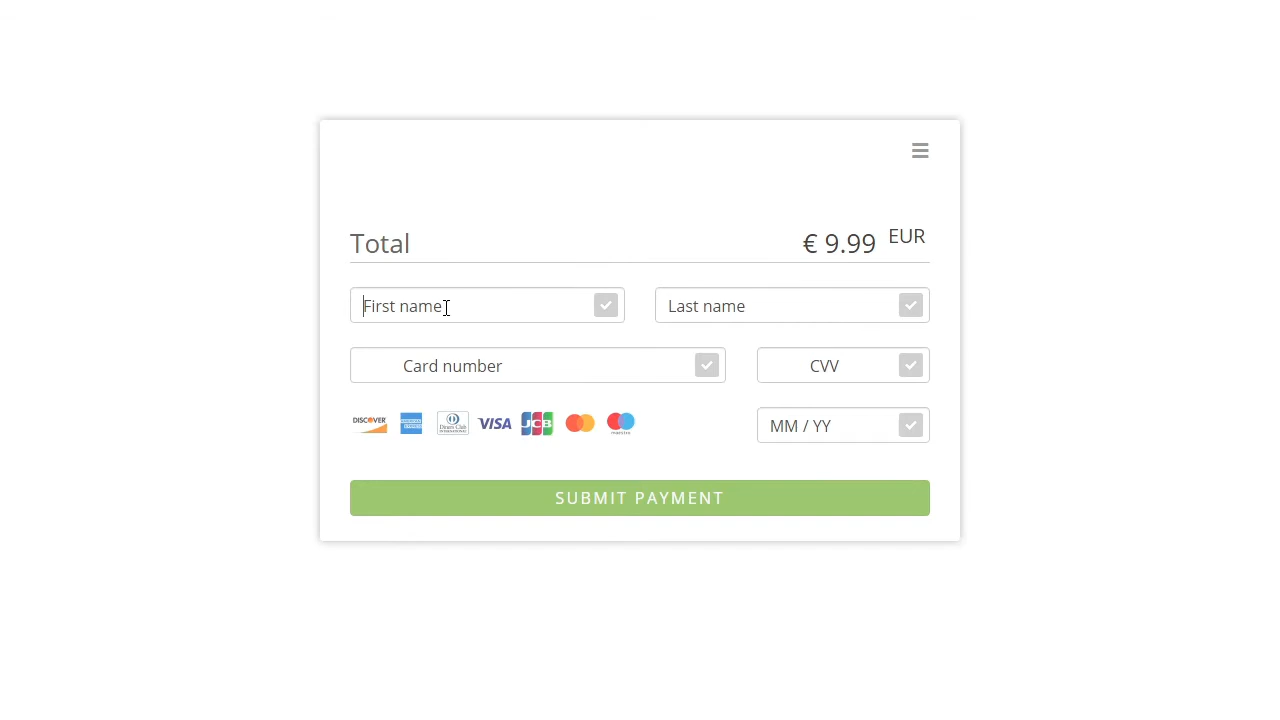 Total € 9.99 EUR
First name Last name
Card number CVV
DISCOVER VISA JCB MM / YY
SUBMIT PAYMENT